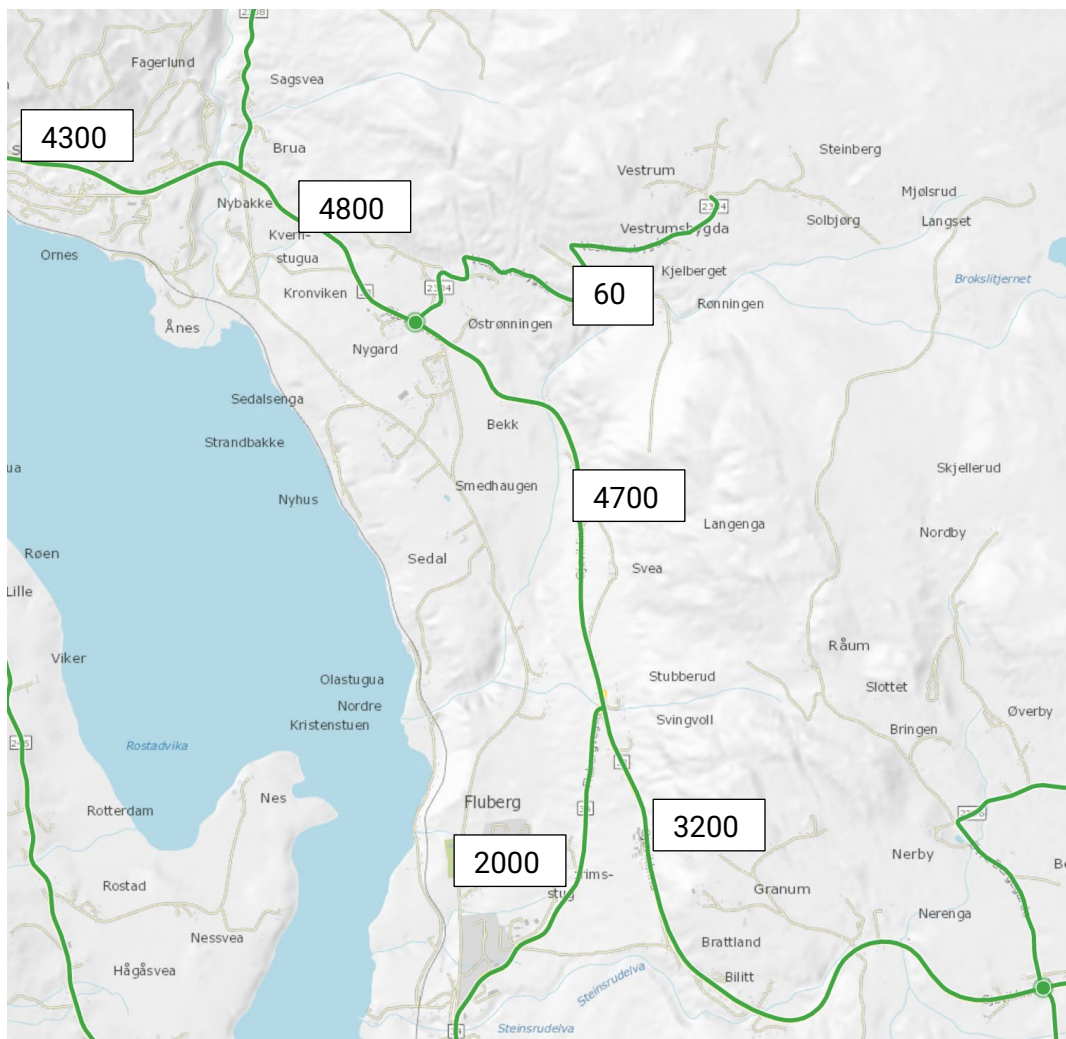 Fagerlund
Sagsvea
4300
Brua
Steinberg
Vestrum
Mjølsrud
Nybakke
4800
Solbjørg
Langset
Vestrumsbygda
Kvern-
stugua
Ornes
Kjelberget
Brokslitjernet
Kronviken
60
Rønningen
Ånes
Østrønningen
Nygard
Sedalsenga
Bekk
Strandbakke
Skjellerud
Smedhaugen
Nyhus
4700
Langenga
Nordby
Røen
Sedal
Svea
Lille
Råum
Viker
Stubberud
Olastugua
Slottet
Nordre
Øverby
Kristenstuen
Svingvoll
Bringen
Rostadvika
Nes
Fluberg
Rotterdam
3200
2000
Nerby
Rostad
Granum
Nerenga
Nessvea
Brattland
Hågåsvea
Bilitt
Steinsrudelva
Steinsrudelva
34